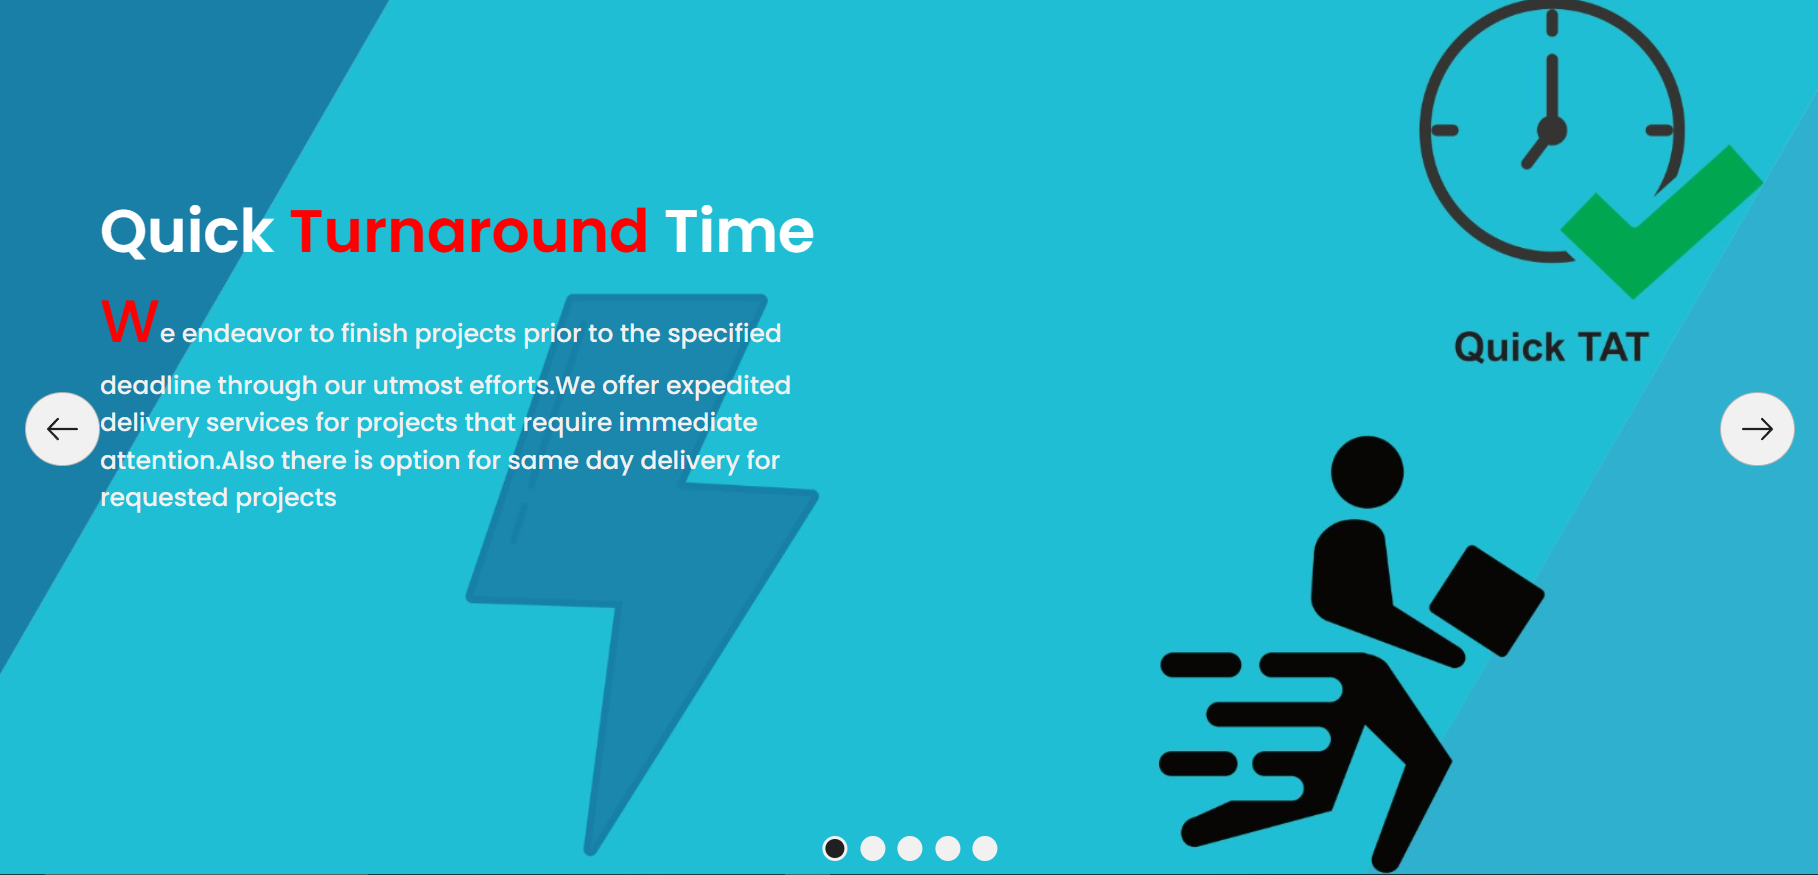 Quick Turnaround Time
We endeavor to finish projects prior to the specified
deadline through our utmost efforts.We offer expedited
delivery services for projects that require immediate
attention.Also there is option for same day delivery for
requested projects
Quick TAT